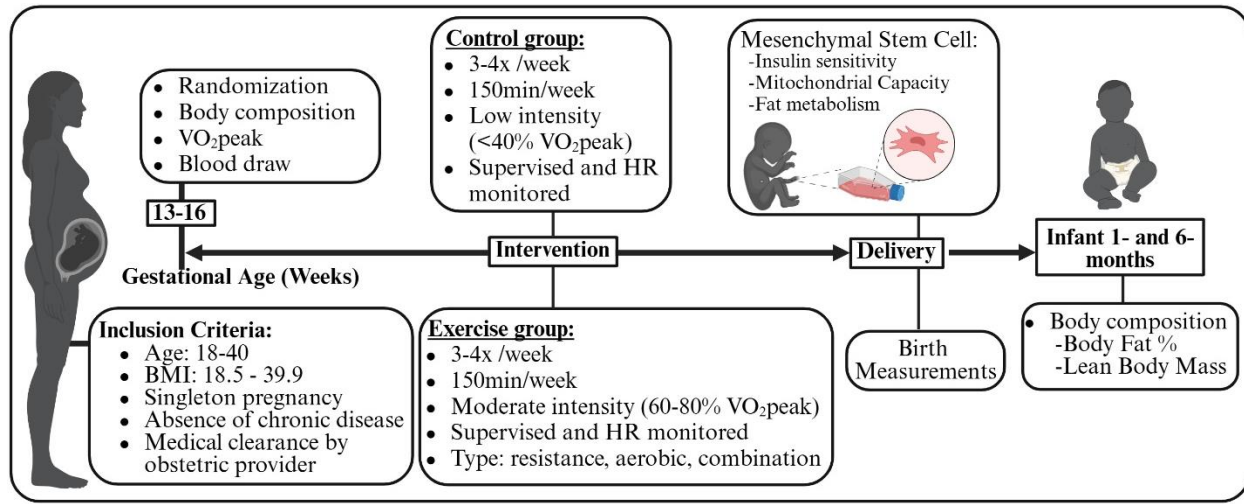 • Randomization
• Body composition
• VO₂peak
• Blood draw
13-16
Gestational Age (Weeks)
Inclusion Criteria:
• Age: 18-40
• BMI: 18.5 - 39.9
• Singleton pregnancy
• Absence of chronic disease
• Medical clearance by
obstetric provider
Control group:
• 3-4x /week
• 150min/week
• Low intensity
(<40% VO₂peak)
• Supervised and HR
monitored
Intervention
Exercise group:
• 3-4x /week
• 150min/week
• Moderate intensity (60-80% VO₂peak)
• Supervised and HR monitored
• Type: resistance, aerobic, combination
Mesenchymal Stem Cell:
-Insulin sensitivity
-Mitochondrial Capacity
-Fat metabolism
Delivery
Birth
Measurements
Infant 1- and 6-
months
• Body composition
-Body Fat %
-Lean Body Mass